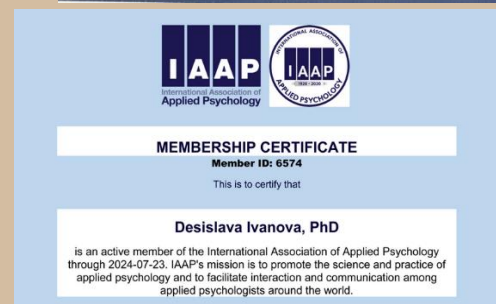 IAAP
International Association of
Applied Psychology
INTERNATIONAL ASSOCIATION OF
IAAP
APPLIED PSYCHOLOGY
MEMBERSHIP CERTIFICATE
Member ID: 6574
This is to certify that
Desislava Ivanova, PhD
is an active member of the International Association of Applied Psychology
through 2024-07-23. IAAP's mission is to promote the science and practice of
applied psychology and to facilitate interaction and communication among
applied psychologists around the world.